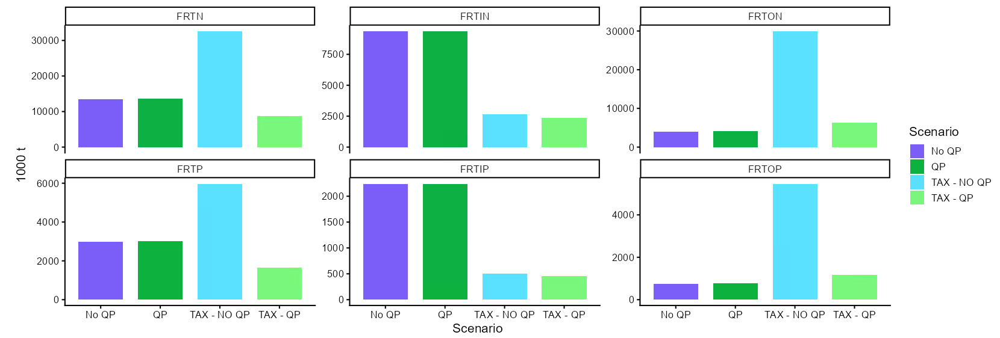 FRTN
FRTIN
FRTON
30000
20000
10000
0
7500
5000
2500
0
30000
20000
10000
0
FRTP
FRTIP
FRTOP
6000
4000
2000
0
2000
1500
1000
500
0
4000
2000
0
No QP QP TAX - NO QP TAX - QP
No QP QP TAX - NO QP TAX - QP
No QP QP TAX - NO QP TAX - QP
Scenario
1000 t
Scenario
No QP
QP
TAX - NO QP
TAX - QP